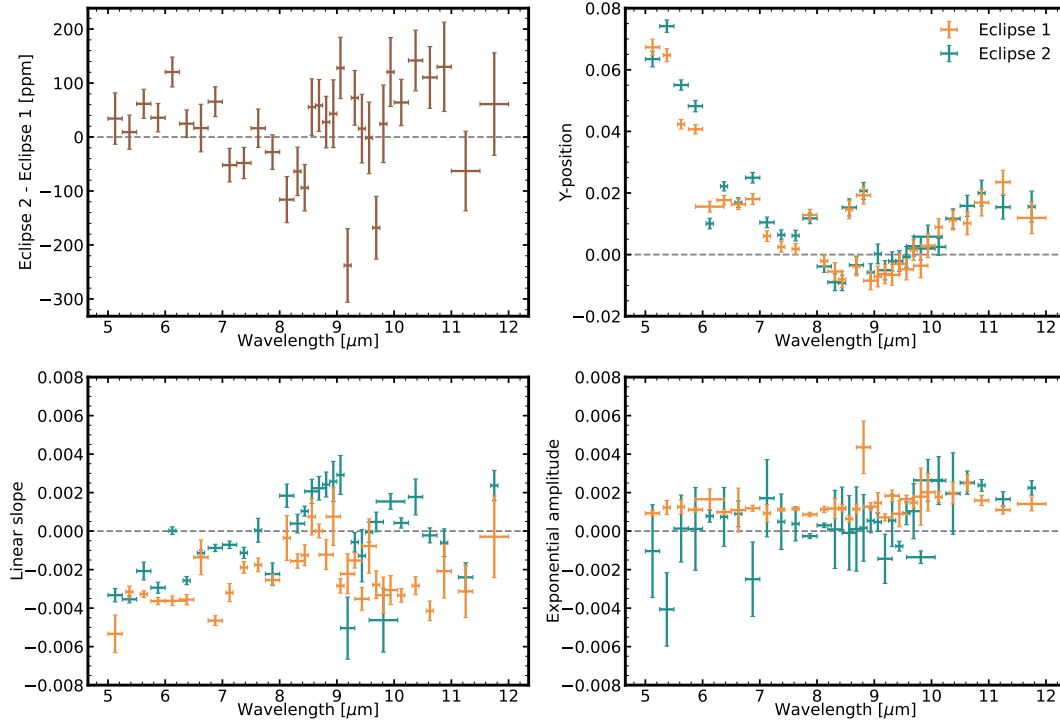 200
100
0
−100
−200
−300
Eclipse 2 - Eclipse 1 [ppm]
5 6 7 8 9 10 11 12
Wavelength [μm]
0.08
0.06
0.04
0.02
0.00
−0.02
Y-position
Eclipse 1
Eclipse 2
5 6 7 8 9 10 11 12
Wavelength [μm]
0.008
0.006
0.004
0.002
0.000
−0.002
−0.004
−0.006
−0.008
Linear slope
5 6 7 8 9 10 11 12
Wavelength [μm]
0.008
0.006
0.004
0.002
0.000
−0.002
−0.004
−0.006
−0.008
Exponential amplitude
5 6 7 8 9 10 11 12
Wavelength [μm]